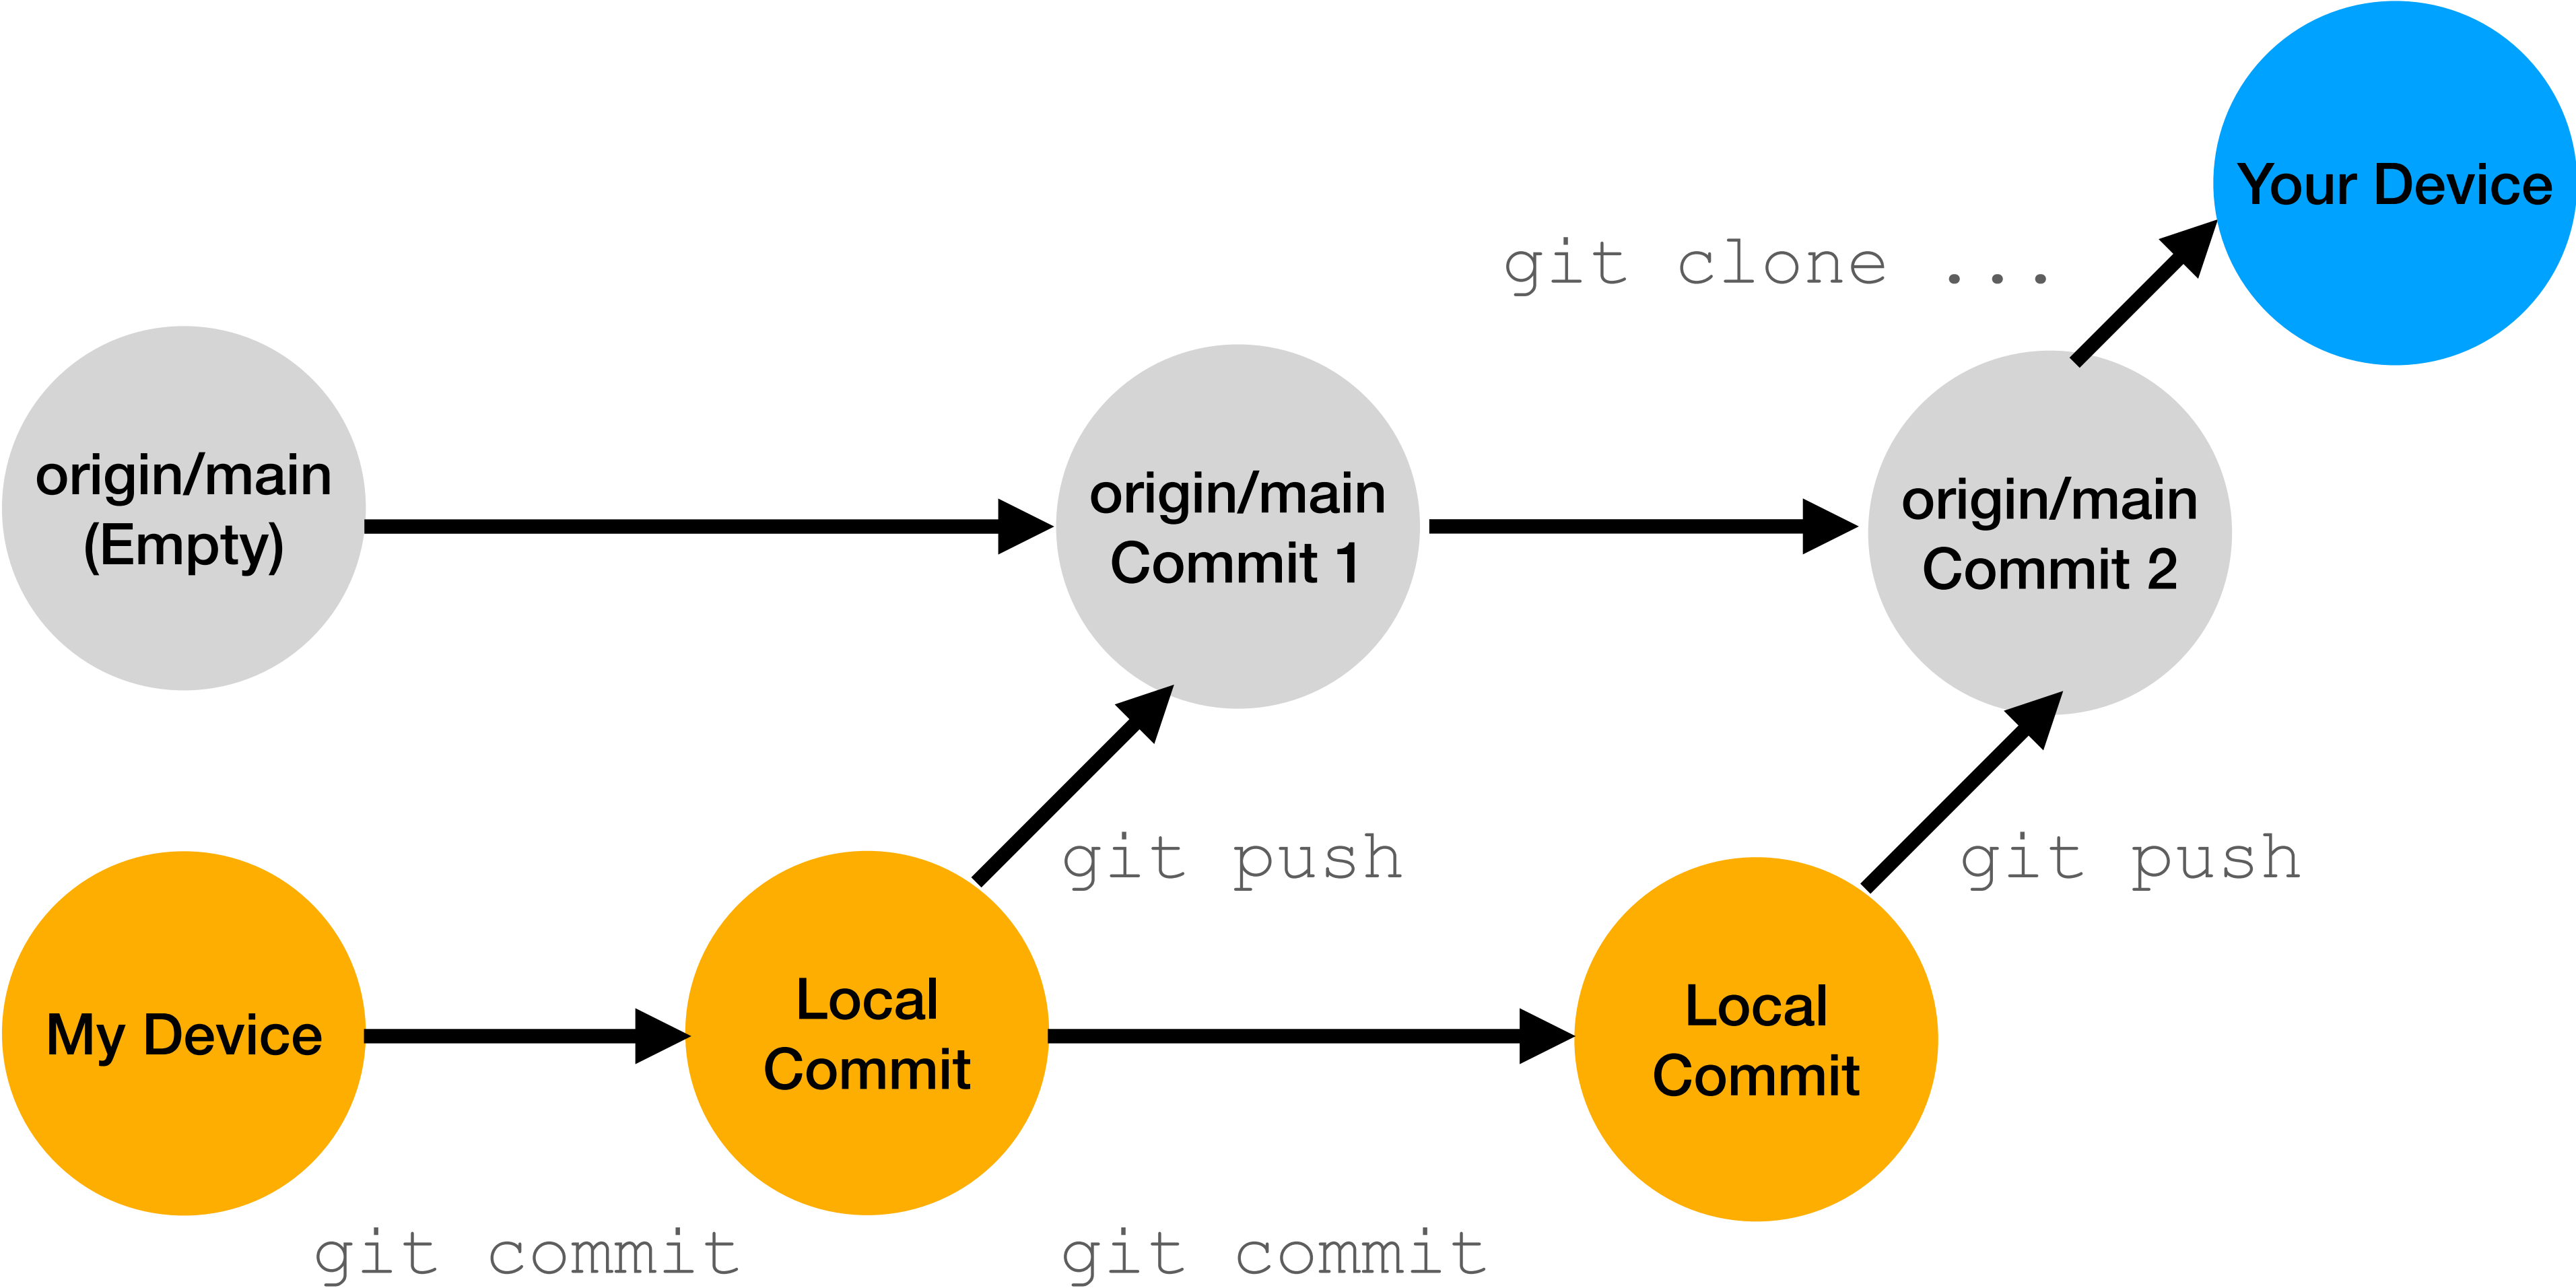 Your Device
git clone ...
origin/main
(Empty)
origin/main
Commit 1
origin/main
Commit 2
git push
git push
My Device
Local
Commit
Local
Commit
git commit
git commit